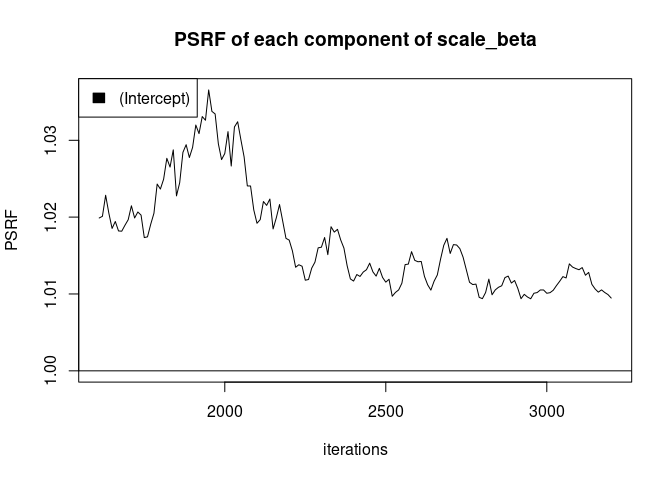 PSRF of each component of scale_beta
(Intercept)
PSRF
1.03
1.02
1.01
1.00
2000 2500 3000
iterations